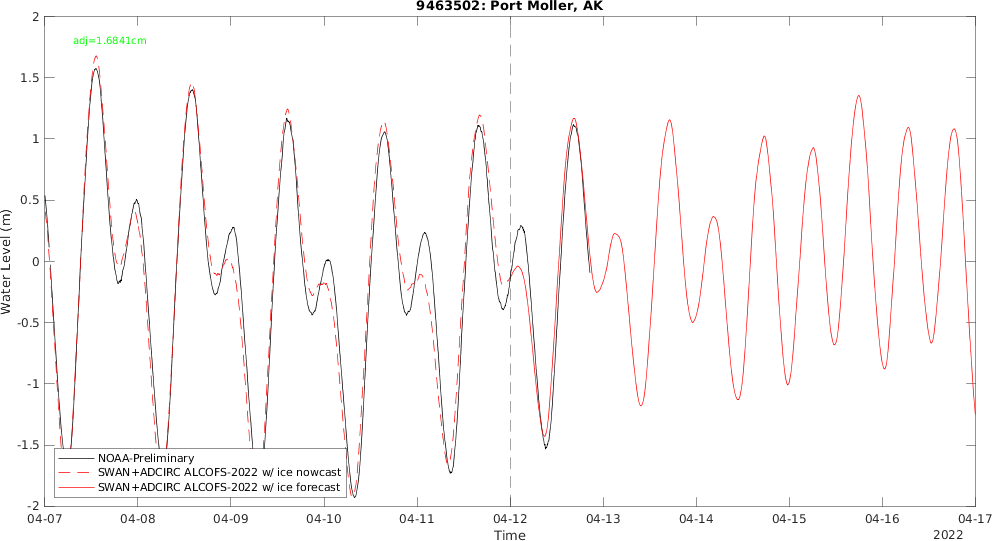 9463502: Port Moller, AK
adj=1.6841cm
Water Level (m)
2
1.5
1
0.5
0
-0.5
-1
-1.5
-2
NOAA-Preliminary
SWAN+ADCIRC ALCOFS-2022 w/ ice nowcast
SWAN+ADCIRC ALCOFS-2022 w/ ice forecast
04-07 04-08 04-09 04-10 04-11 04-12 04-13 04-14 04-15 04-16 04-17
Time
2022